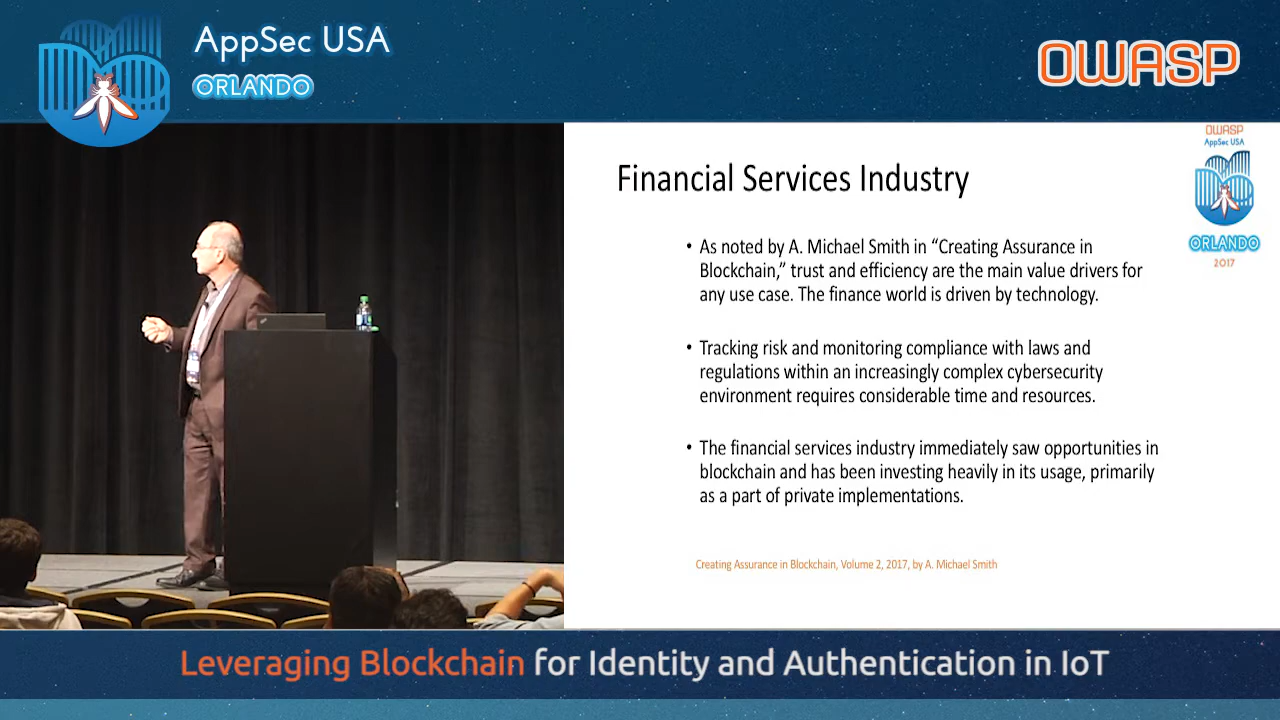 AppSec USA
ORLANDO
OWASP
OWASP
AppSec USA
ORLANDO
2017
Financial Services Industry
• As noted by A. Michael Smith in “Creating Assurance in
Blockchain,” trust and efficiency are the main value drivers for
any use case. The finance world is driven by technology.
• Tracking risk and monitoring compliance with laws and
regulations within an increasingly complex cybersecurity
environment requires considerable time and resources.
• The financial services industry immediately saw opportunities in
blockchain and has been investing heavily in its usage, primarily
as a part of private implementations.
Creating Assurance in Blockchain, Volume 2, 2017, by A. Michael Smith
Leveraging Blockchain for Identity and Authentication in IoT